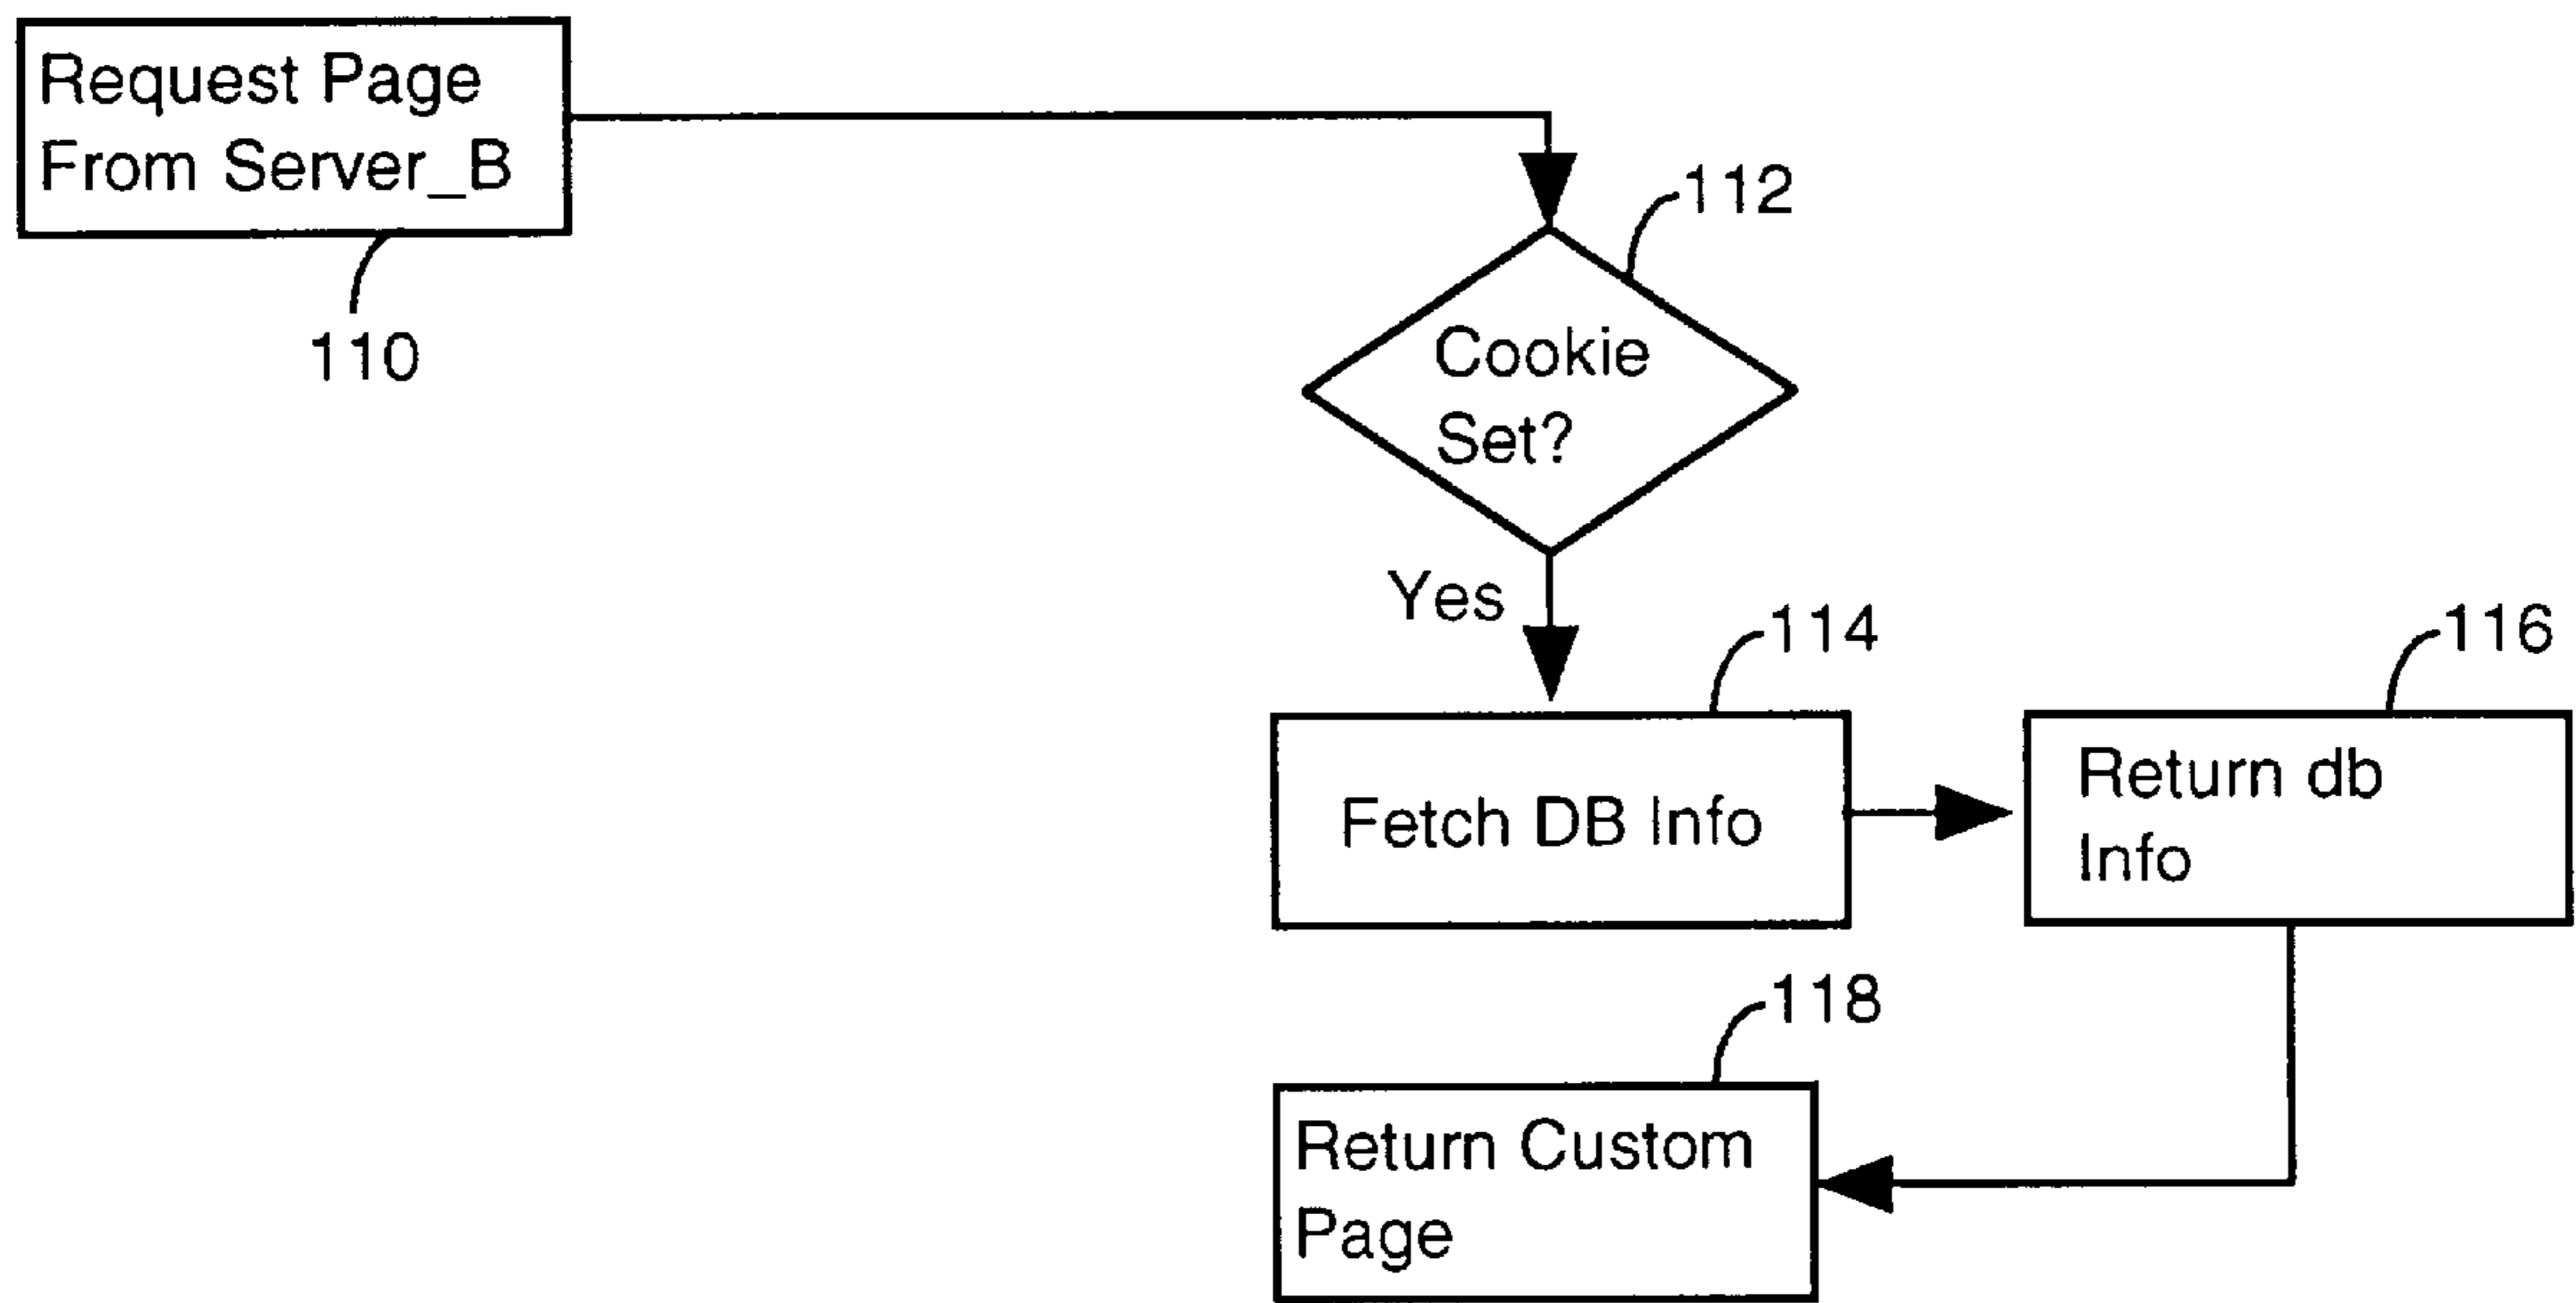 Request Page
From Server_B
110
112
Cookie
Set?
Yes
114
116
Fetch DB Info
Return db
Info
118
Return Custom
Page